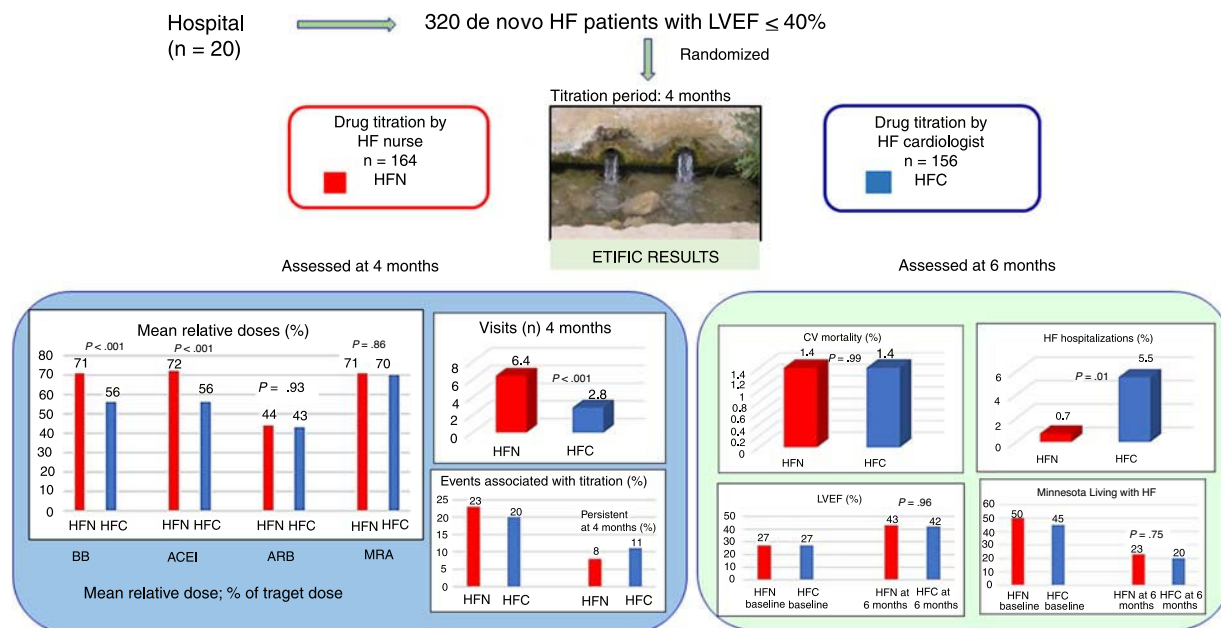 Hospital
(n = 20)
320 de novo HF patients with LVEF ≤ 40%
Randomized
Titration period: 4 months
Drug titration by
HF nurse
n = 164
HFN
Drug titration by
HF cardiologist
n = 156
HFC
ETIFIC RESULTS
Assessed at 4 months
Assessed at 6 months
Mean relative doses (%)
P < .001
P < .001
P = .93
P = .86
80
70
60
50
40
30
20
10
0
71
56
72
56
44
43
71
70
HFN HFC
HFN HFC
HFN HFC
HFN HFC
BB
ACEI
ARB
MRA
Mean relative dose; % of traget dose
Visits (n) 4 months
8
6
4
2
0
6.4
P < .001
2.8
HFN
HFC
Events associated with titration (%)
25
20
15
10
5
0
23
20
Persistent
at 4 months (%)
8
11
HFN
HFC
HFN
HFC
CV mortality (%)
1.4
P = .99
1.4
1.4
1.2
1
0.8
0.6
0.4
0.2
0
HFN
HFC
HF hospitalizations (%)
5.5
P = .01
0.7
6
4
2
0
HFN
HFC
LVEF (%)
P = .96
50
40
30
20
10
0
27
27
43
42
HFN
baseline
HFC
baseline
HFN at
6 months
HFC at
6 months
Minnesota Living with HF
50
40
30
20
10
0
50
45
P = .75
23
20
HFN
baseline
HFC
baseline
HFN at 6
months
HFC at 6
months